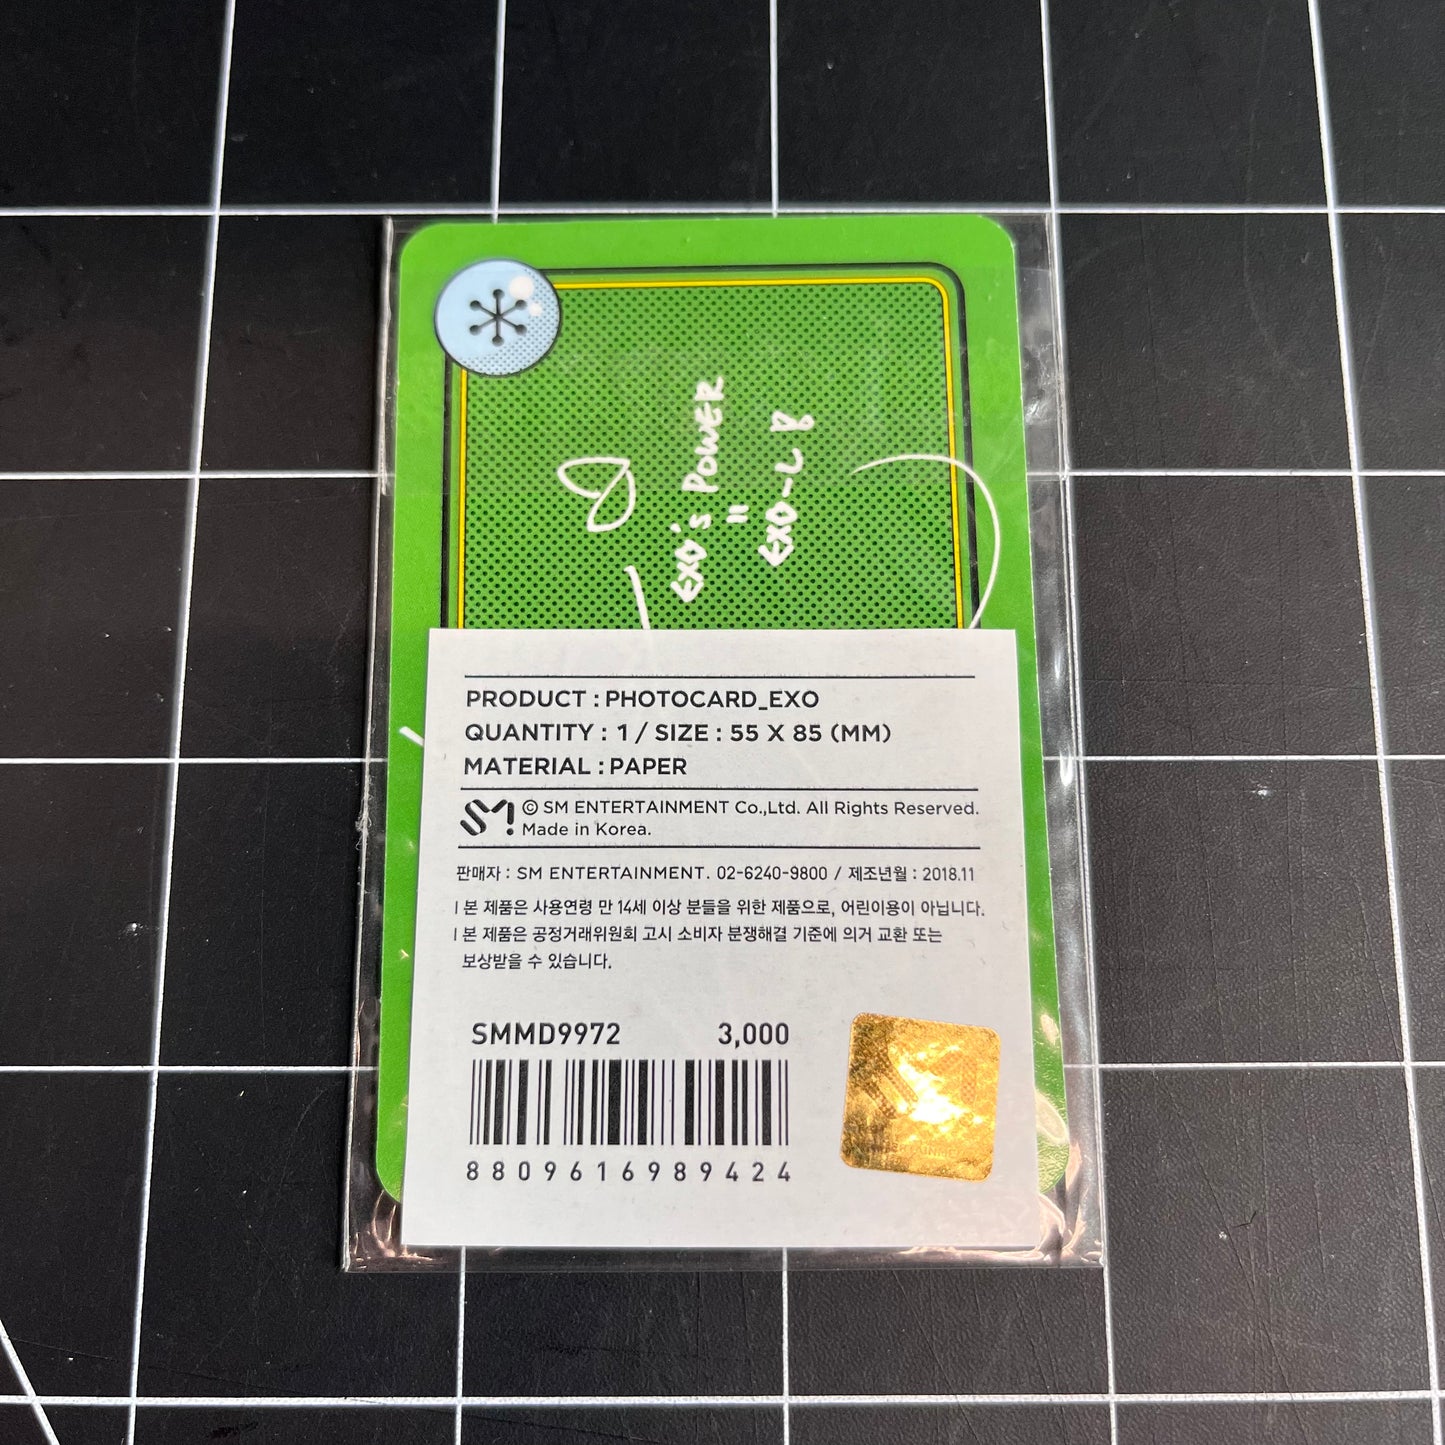 EXO's POWER
=
EXO-L
PRODUCT : PHOTOCARD_EXO
QUANTITY : 1 / SIZE : 55 X 85 (MM)
MATERIAL : PAPER
SM
© SM ENTERTAINMENT Co.,Ltd. All Rights Reserved.
Made in Korea.
판매자 : SM ENTERTAINMENT. 02-6240-9800 / 제조년월 : 2018.11
l 본 제품은 사용연령 만 14세 이상 분들을 위한 제품으로, 어린이용이 아닙니다.
l 본 제품은 공정거래위원회 고시 소비자 분쟁해결 기준에 의거 교환 또는
보상받을 수 있습니다.
SMMD9972 3,000
8809616989424